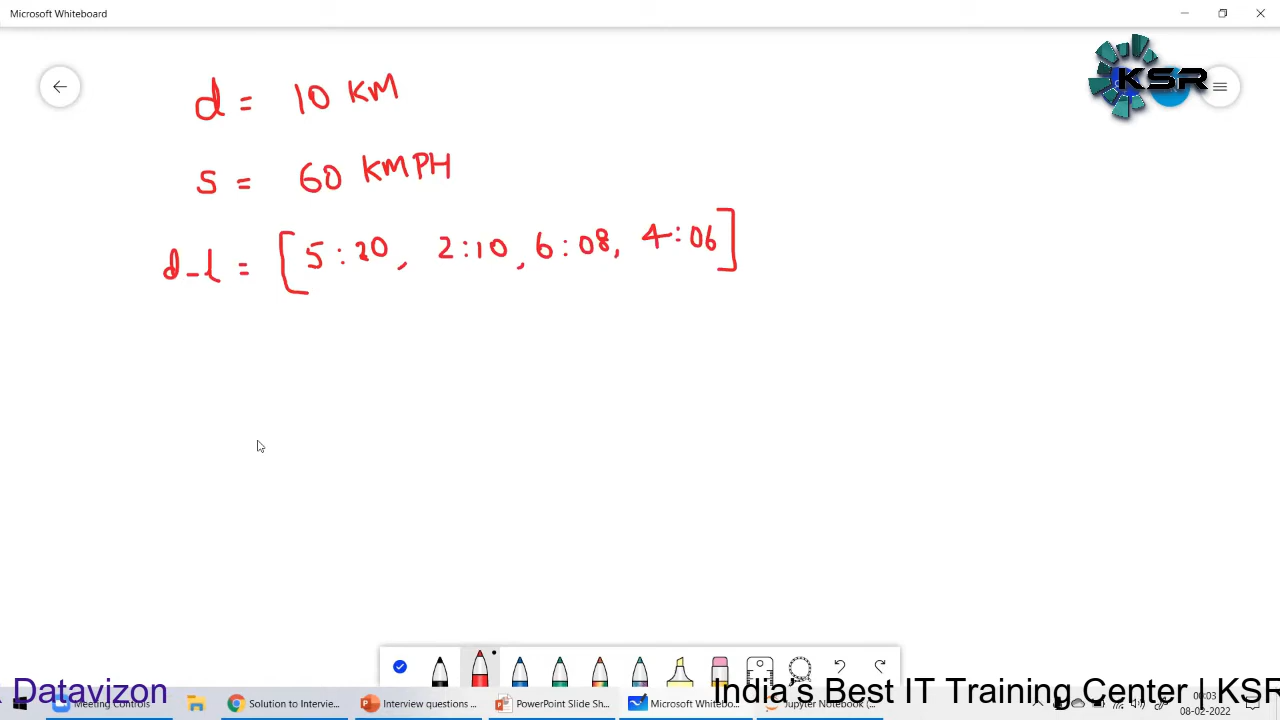 Microsoft Whiteboard
KSR
d = 10 KM
s = 60 KMPH
d_l = [5:20, 2:10, 6:08, 4:06]
Datavizon
India's Best IT Training Center | KSR
Meeting Controls
Solution to Intervie...
Interview questions ...
PowerPoint Slide Sh...
Microsoft Whitebo...
Jupyter Notebook (...
00:03
08-02-2022